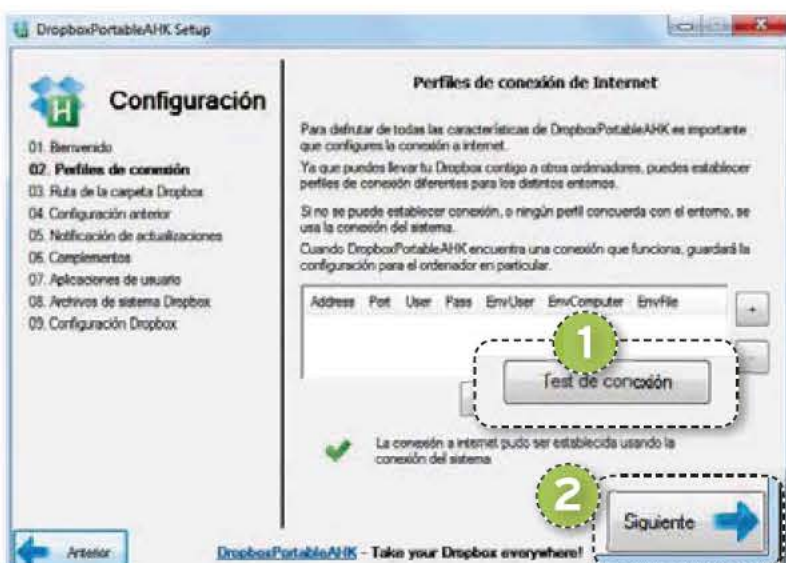 DropboxPortableAHK Setup
Configuración
01. Bienvenido
02. Perfiles de conexión
03. Ruta de la carpeta Dropbox
04. Configuración anterior
05. Notificación de actualizaciones
06. Complementos
07. Aplicaciones de usuario
08. Archivos de sistema Dropbox
09. Configuración Dropbox
Perfiles de conexión de Internet
Para disfrutar de todas las características de DropboxPortableAHK es importante
que configures la conexión a internet.
Ya que puedes llevar tu Dropbox contigo a otros ordenadores, puedes establecer
perfiles de conexión diferentes para los distintos entornos.
Si no se puede establecer conexión, o ningún perfil concuerda con el entorno, se
usa la conexión del sistema.
Cuando DropboxPortableAHK encuentra una conexión que funciona, guardará la
configuración para el ordenador en particular.
Address Port User Pass EnvUser EnvComputer EnvFile
+
-
1
Test de conexión
La conexión a internet pudo ser establecida usando la
conexión del sistema
2
Siguiente
Anterior
DropboxPortableAHK - Take your Dropbox everywhere!